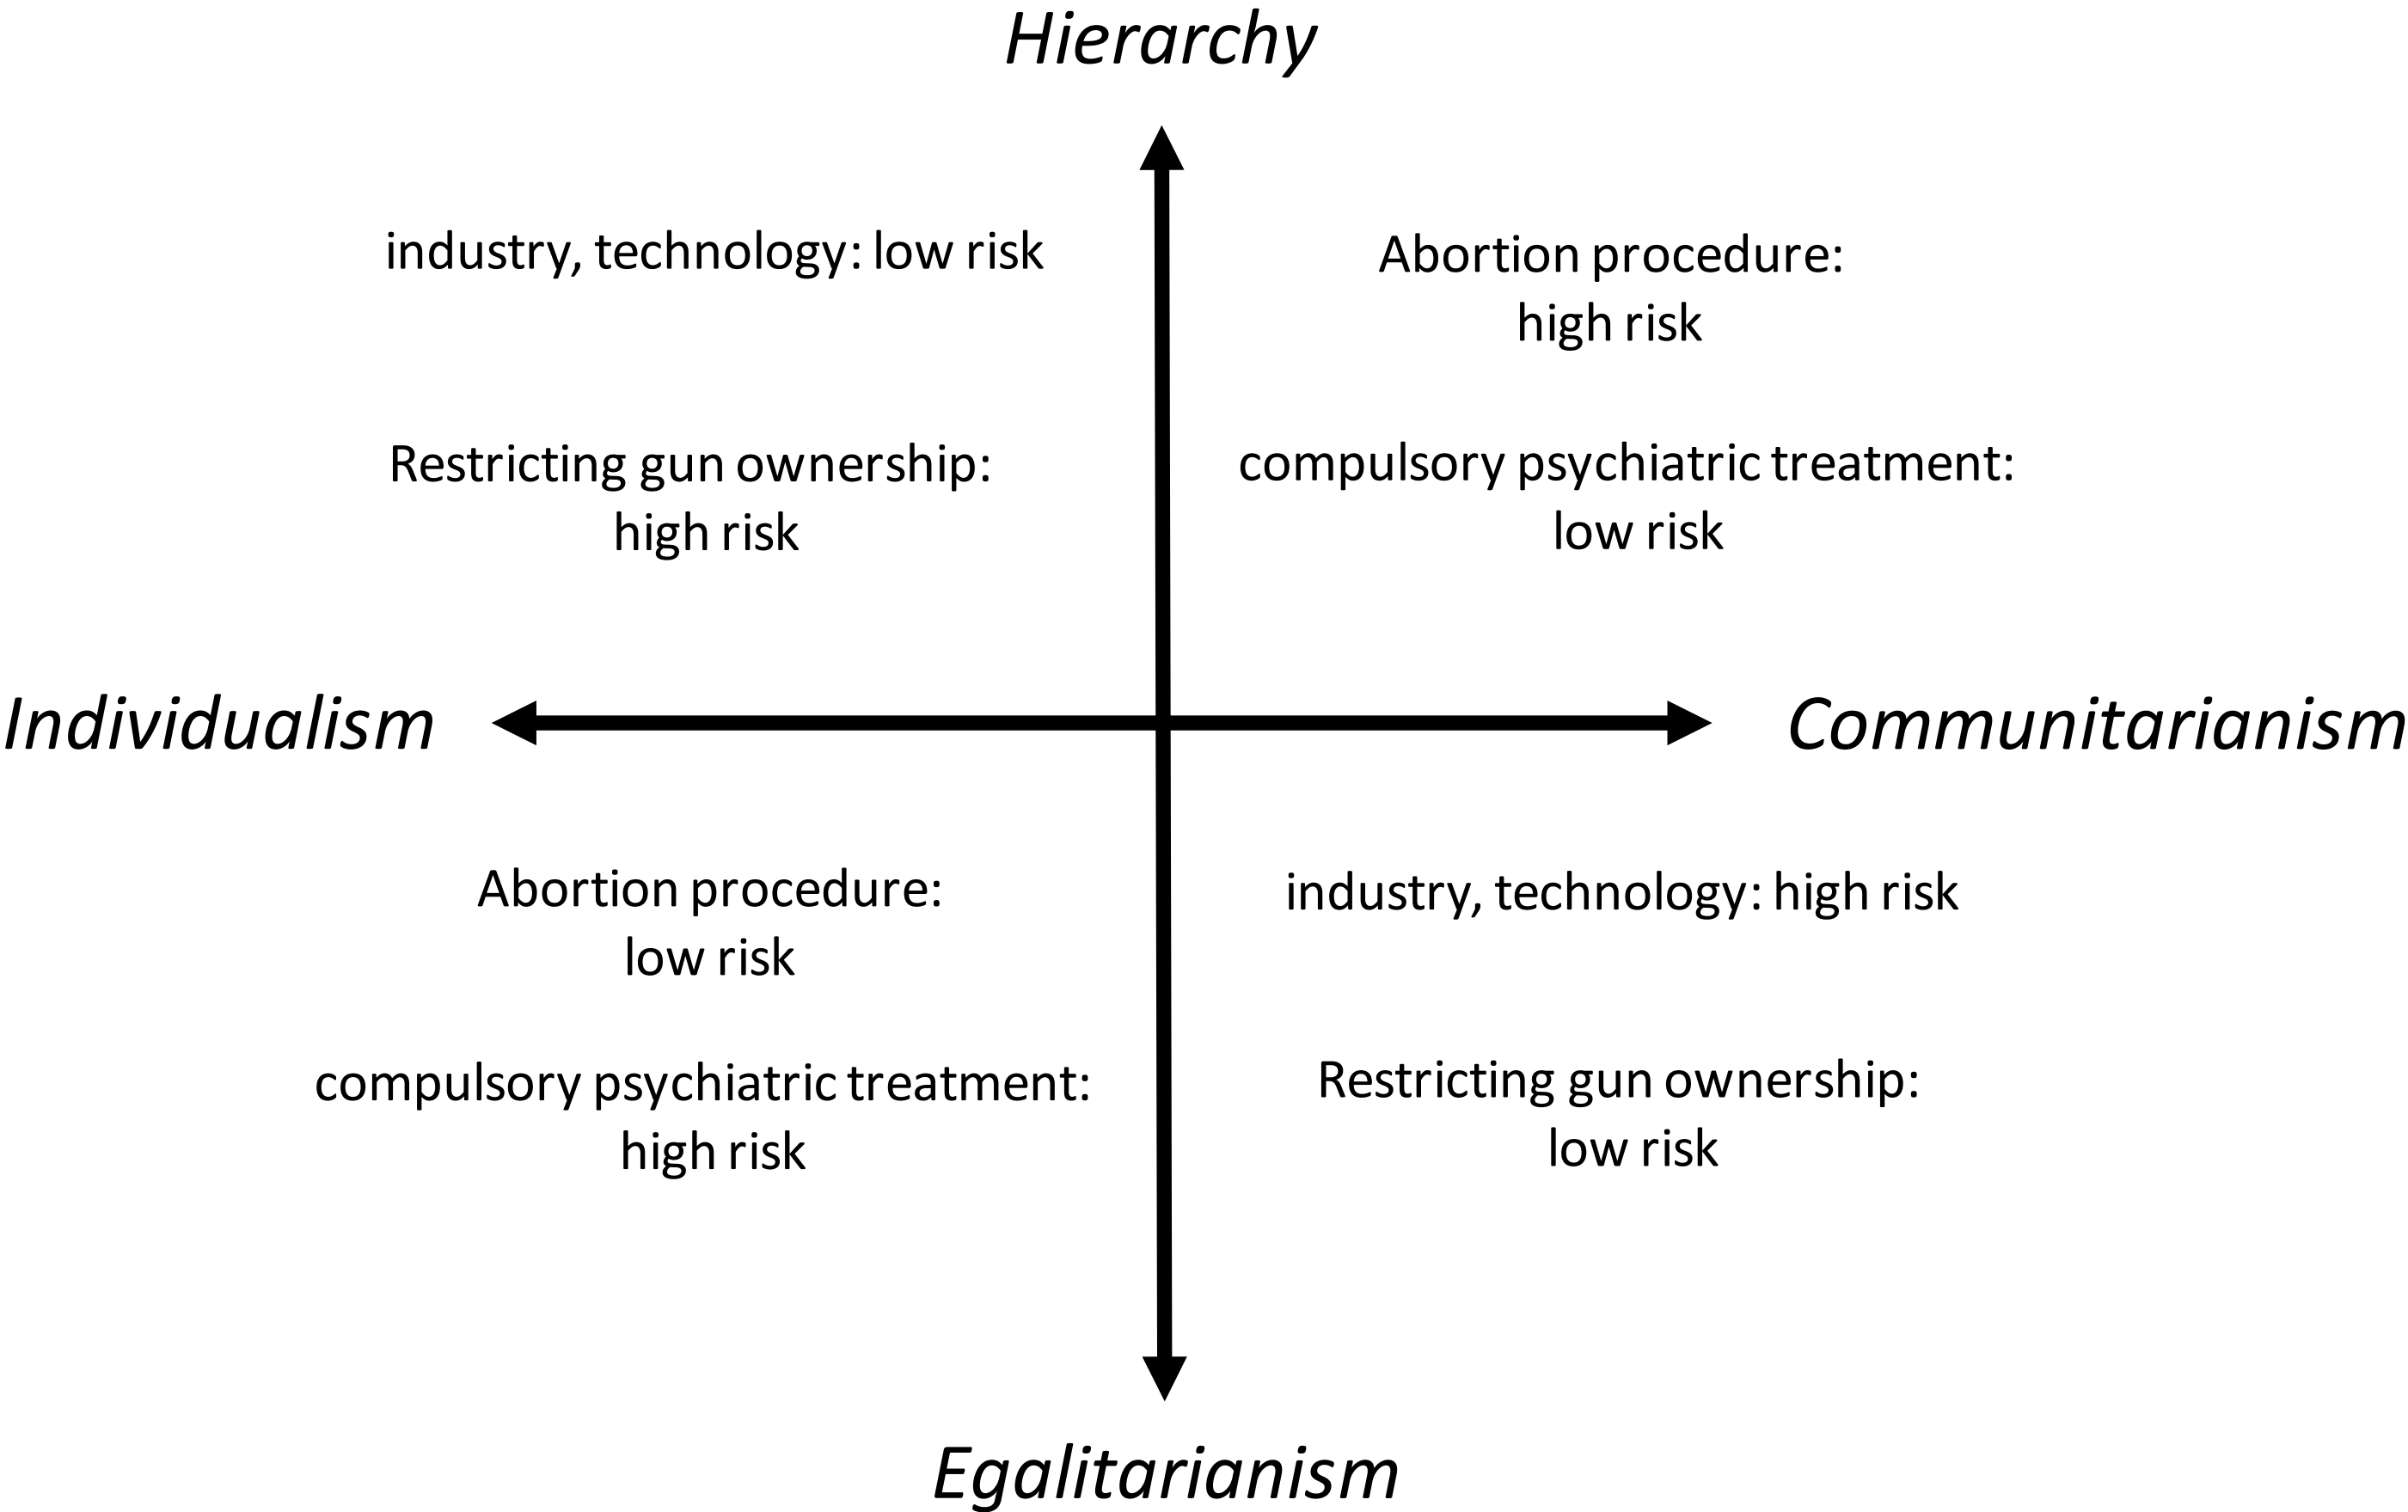 Hierarchy
industry, technology: low risk
Restricting gun ownership:
high risk
Abortion procedure:
high risk
compulsory psychiatric treatment:
low risk
Individualism
Communitarianism
Abortion procedure:
low risk
compulsory psychiatric treatment:
high risk
industry, technology: high risk
Restricting gun ownership:
low risk
Egalitarianism